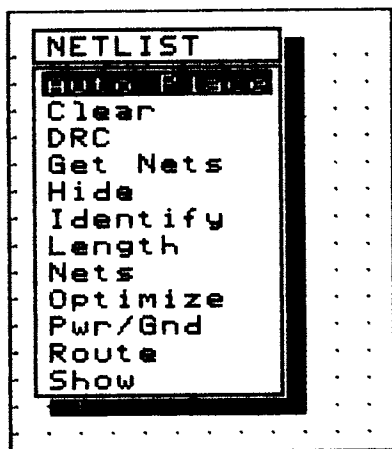 NETLIST
Auto Place
Clear
DRC
Get Nets
Hide
Identify
Length
Nets
Optimize
Pwr/Gnd
Route
Show